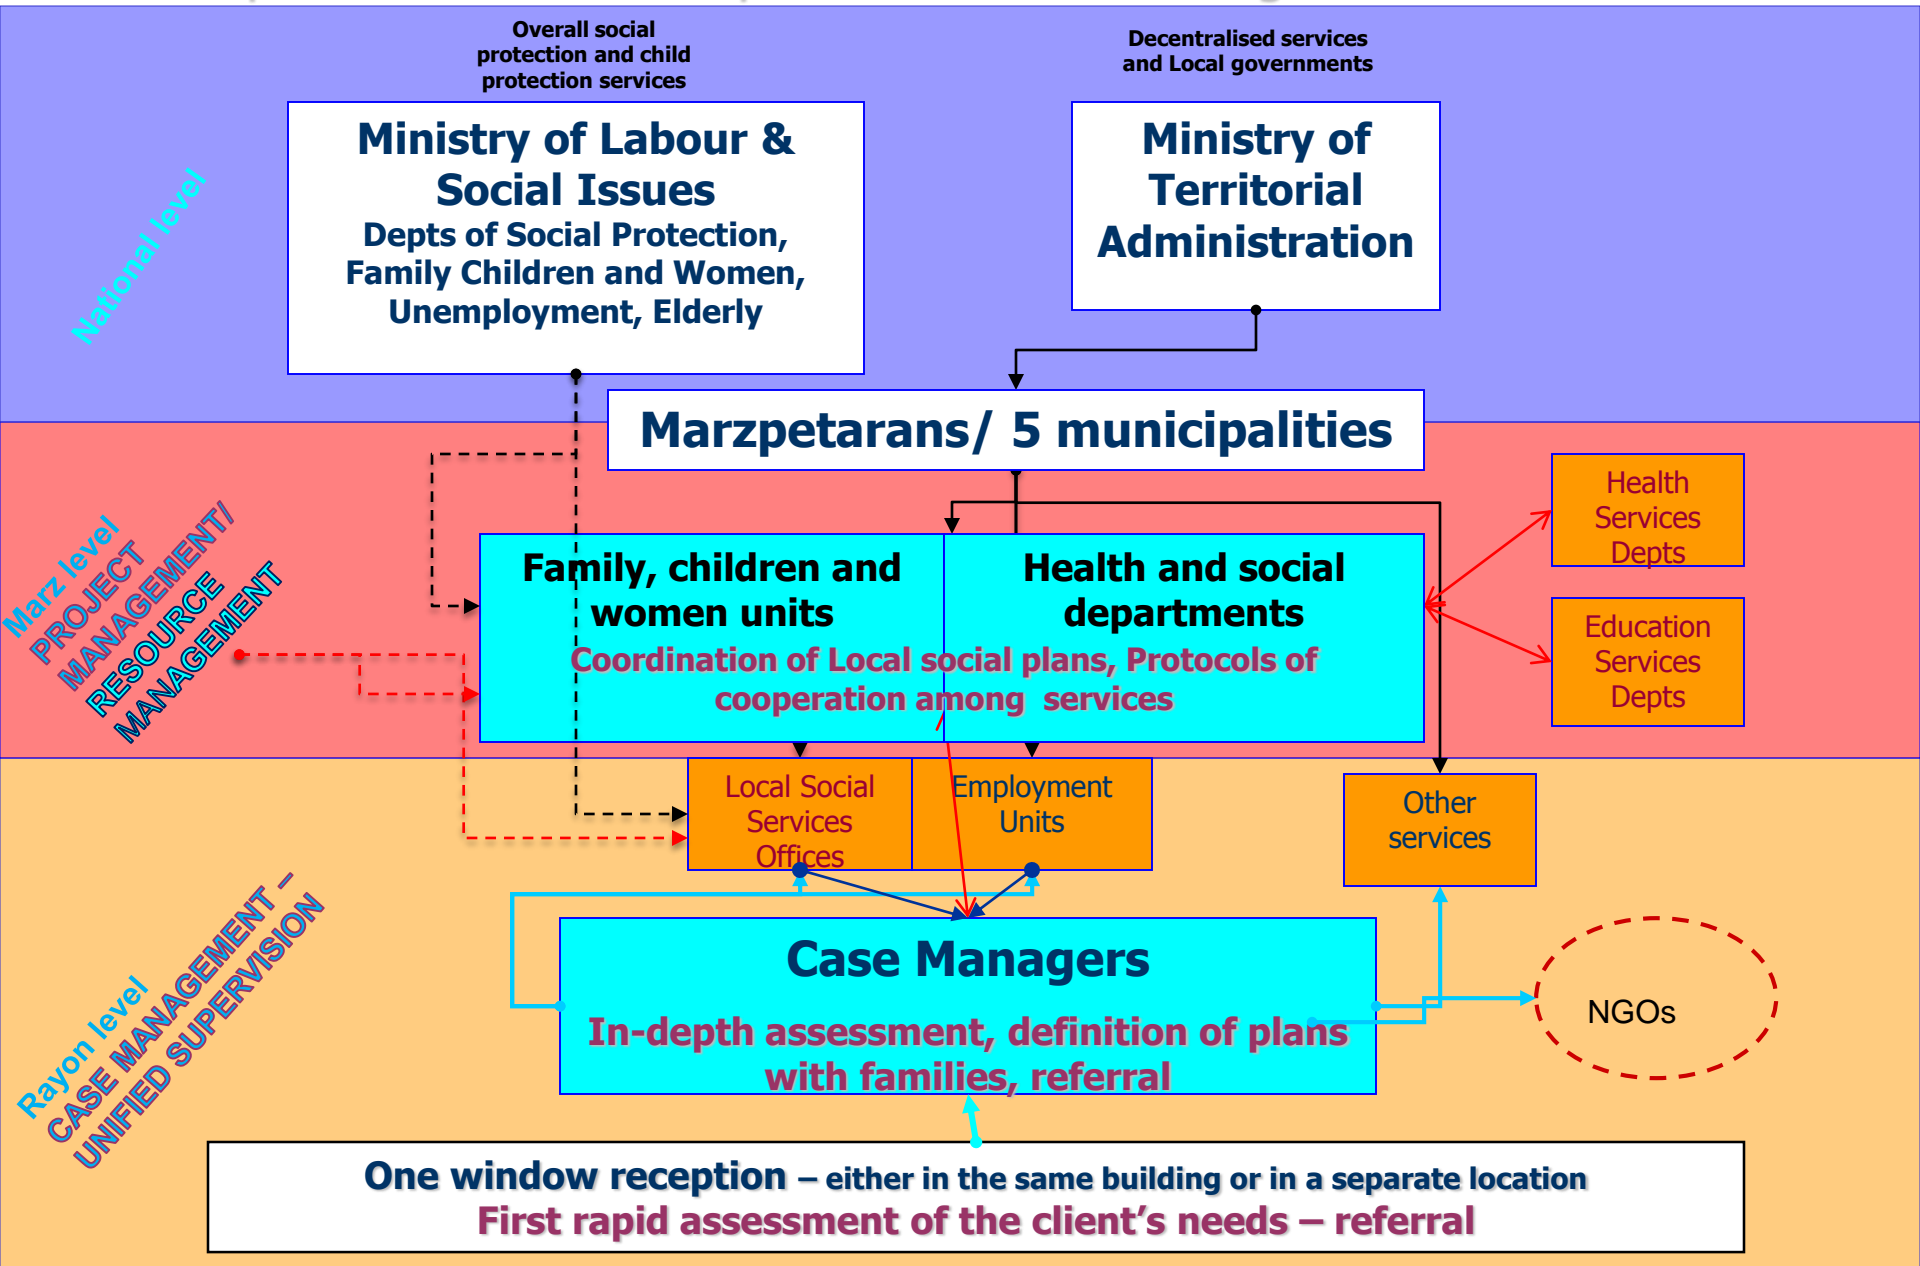 Overall social
protection and child
protection services
Decentralised services
and Local governments
Ministry of Labour &
Social Issues
Depts of Social Protection,
Family Children and Women,
Unemployment, Elderly
Ministry of
Territorial
Administration
National level
Marzpetarans/ 5 municipalities
Marz level
PROJECT
MANAGEMENT/
RESOURCE
MANAGEMENT
Family, children and
women units
Health and social
departments
Coordination of Local social plans, Protocols of
cooperation among services
Health
Services
Depts
Education
Services
Depts
Local Social
Services
Offices
Employment
Units
Other
services
Rayon level
CASE MANAGEMENT –
UNIFIED SUPERVISION
Case Managers
In-depth assessment, definition of plans
with families, referral
NGOs
One window reception – either in the same building or in a separate location
First rapid assessment of the client’s needs – referral